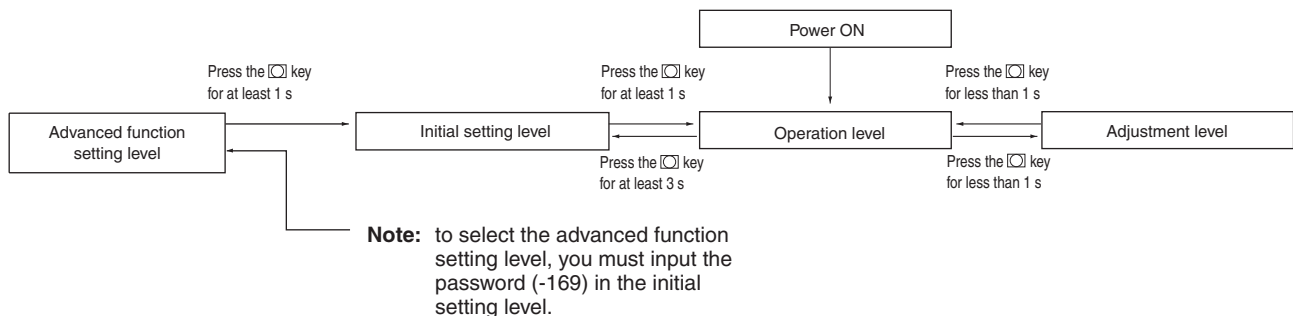 Power ON
Press the key
for at least 1 s
Press the key
for at least 1 s
Press the key
for less than 1 s
Advanced function
setting level
Initial setting level
Operation level
Adjustment level
Press the key
for at least 3 s
Press the key
for less than 1 s
Note: to select the advanced function
setting level, you must input the
password (-169) in the initial
setting level.